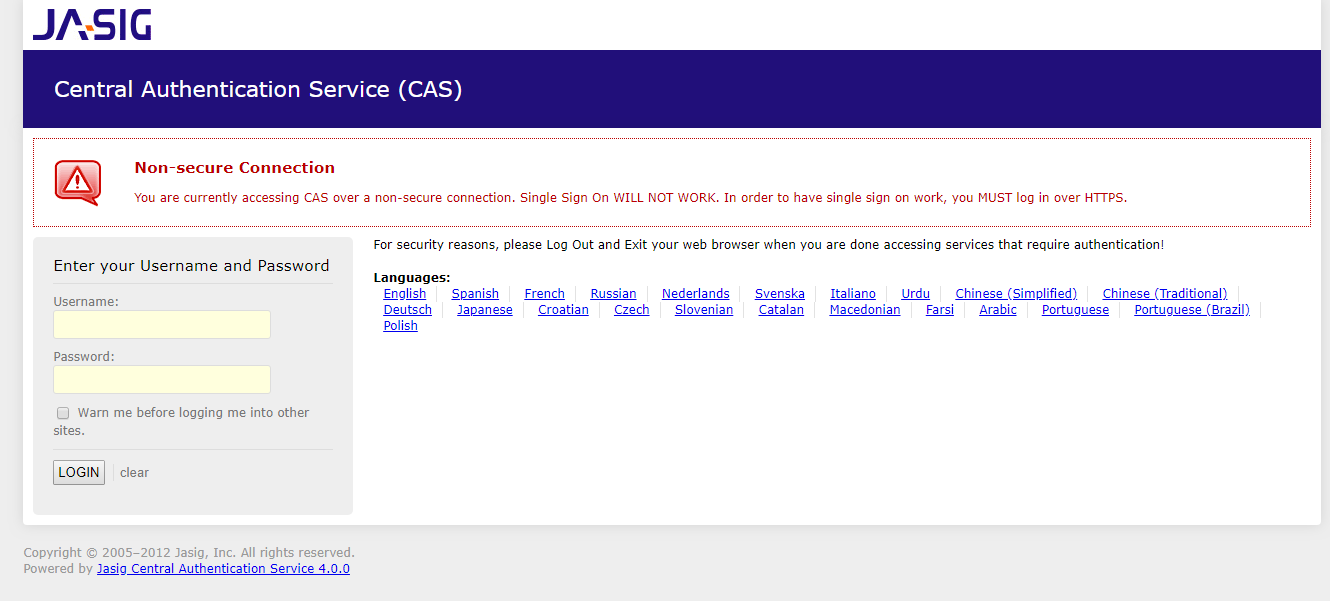 JASIG
Central Authentication Service (CAS)
Non-secure Connection
You are currently accessing CAS over a non-secure connection. Single Sign On WILL NOT WORK. In order to have single sign on work, you MUST log in over HTTPS.
Enter your Username and Password
Username:
Password:
Warn me before logging me into other
sites.
LOGIN clear
For security reasons, please Log Out and Exit your web browser when you are done accessing services that require authentication!
Languages:
English Spanish French Russian Nederlands Svenska Italiano Urdu Chinese (Simplified) Chinese (Traditional)
Deutsch Japanese Croatian Czech Slovenian Catalan Macedonian Farsi Arabic Portuguese Portuguese (Brazil)
Polish
Copyright © 2005–2012 Jasig, Inc. All rights reserved.
Powered by Jasig Central Authentication Service 4.0.0